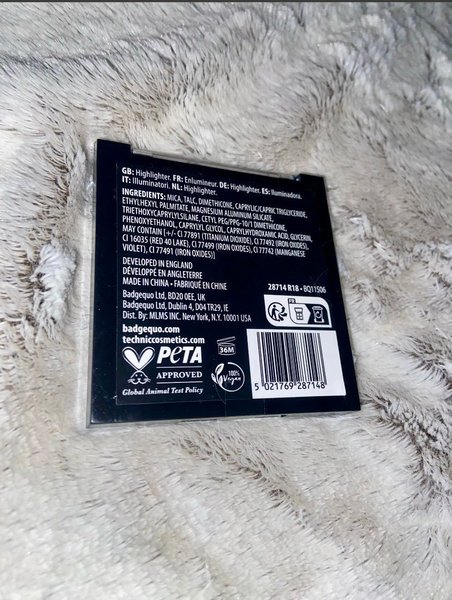 GB: Highlighter. FR: Enlumineur. DE: Highlighter. ES: Iluminadora.
IT: Illuminatori. NL: Highlighter.
INGREDIENTS: MICA, TALC, DIMETHICONE, CAPRYLIC/CAPRIC TRIGLYCERIDE,
ETHYLHEXYL PALMITATE, MAGNESIUM ALUMINUM SILICATE,
TRIETHOXYCAPRYLYLSILANE, CETYL PEG/PPG-10/1 DIMETHICONE,
PHENOXYETHANOL, CAPRYLYL GLYCOL, CAPRYLHYDROXAMIC ACID, GLYCERIN,
MAY CONTAIN [+/- CI 77891 (TITANIUM DIOXIDE), CI 77492 (IRON OXIDES),
CI 16035 (RED 40 LAKE), CI 77499 (IRON OXIDES), CI 77742 (MANGANESE
VIOLET), CI 77491 (IRON OXIDES)]
DEVELOPED IN ENGLAND
DÉVELOPPÉ EN ANGLETERRE
MADE IN CHINA • FABRIQUÉ EN CHINE
Badgequo Ltd, BD20 0EE, UK
Badgequo Ltd, Dublin 4, D04 TR29, IE
Dist. By: MLMS INC. New York, N.Y. 10001 USA
28714 R18 • BQ11506
FR
badgequo.com
techniccosmetics.com
PETA
APPROVED
Global Animal Test Policy
36M
100%
Vegan
5 021769 287148